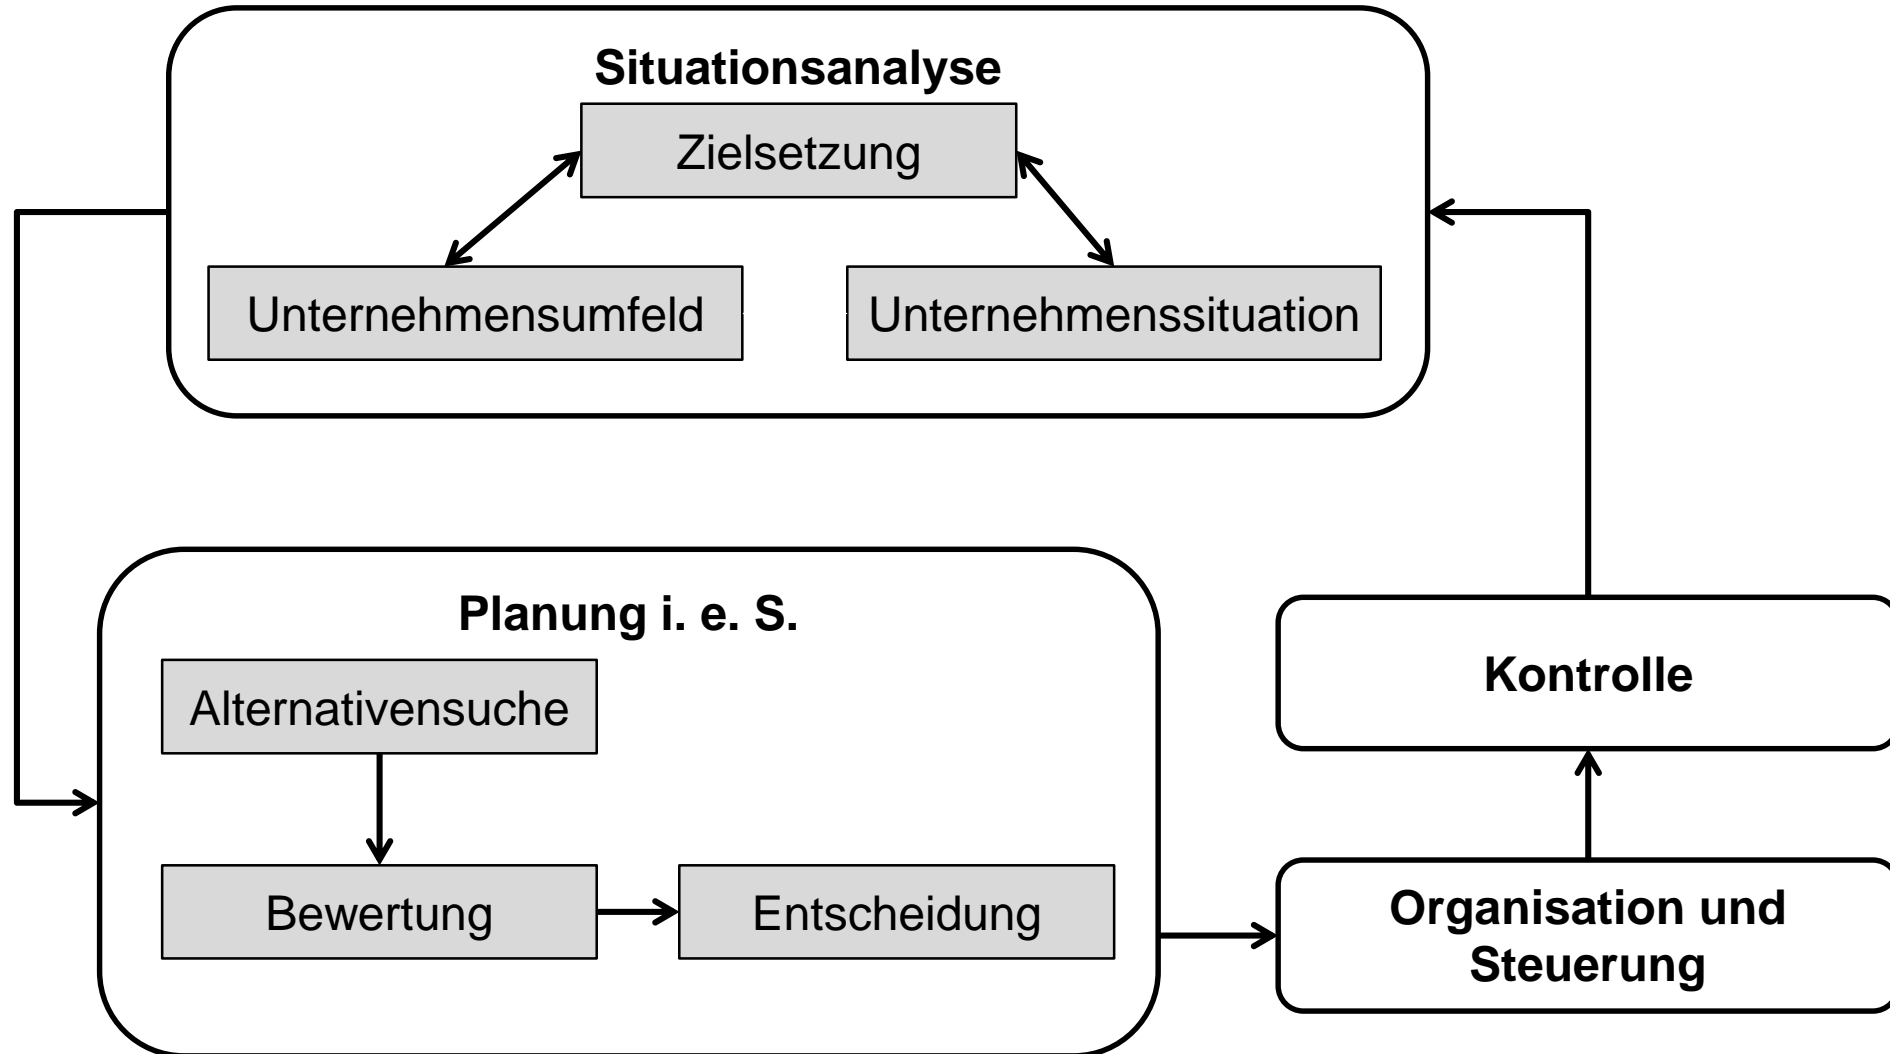 Situationsanalyse
Zielsetzung
Unternehmensumfeld
Unternehmenssituation
Planung i. e. S.
Alternativensuche
Bewertung
Entscheidung
Kontrolle
Organisation und
Steuerung